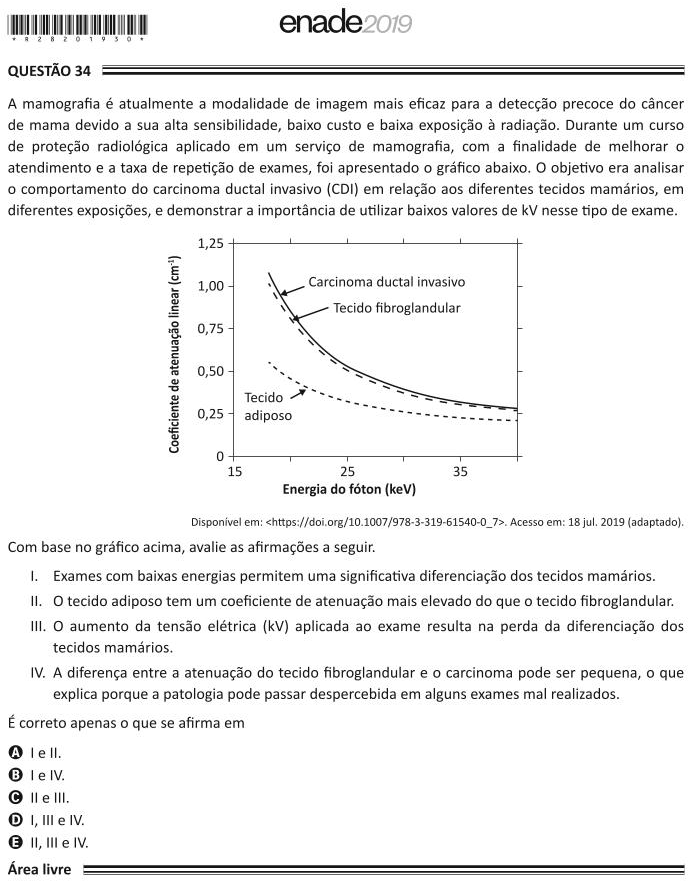 enade2019
* R 2 8 2 0 1 9 3 0 *
QUESTÃO 34
A mamografia é atualmente a modalidade de imagem mais eficaz para a detecção precoce do câncer
de mama devido a sua alta sensibilidade, baixo custo e baixa exposição à radiação. Durante um curso
de proteção radiológica aplicado em um serviço de mamografia, com a finalidade de melhorar o
atendimento e a taxa de repetição de exames, foi apresentado o gráfico abaixo. O objetivo era analisar
o comportamento do carcinoma ductal invasivo (CDI) em relação aos diferentes tecidos mamários, em
diferentes exposições, e demonstrar a importância de utilizar baixos valores de kV nesse tipo de exame.
Coeficiente de atenuação linear (cm⁻¹)
1,25
1,00
0,75
0,50
0,25
0
Carcinoma ductal invasivo
Tecido fibroglandular
Tecido
adiposo
15
25
35
Energia do fóton (keV)
Disponível em: <https://doi.org/10.1007/978-3-319-61540-0_7>. Acesso em: 18 jul. 2019 (adaptado).
Com base no gráfico acima, avalie as afirmações a seguir.
I. Exames com baixas energias permitem uma significativa diferenciação dos tecidos mamários.
II. O tecido adiposo tem um coeficiente de atenuação mais elevado do que o tecido fibroglandular.
III. O aumento da tensão elétrica (kV) aplicada ao exame resulta na perda da diferenciação dos
tecidos mamários.
IV. A diferença entre a atenuação do tecido fibroglandular e o carcinoma pode ser pequena, o que
explica porque a patologia pode passar despercebida em alguns exames mal realizados.
É correto apenas o que se afirma em
A I e II.
B I e IV.
C II e III.
D I, III e IV.
E II, III e IV.
Área livre